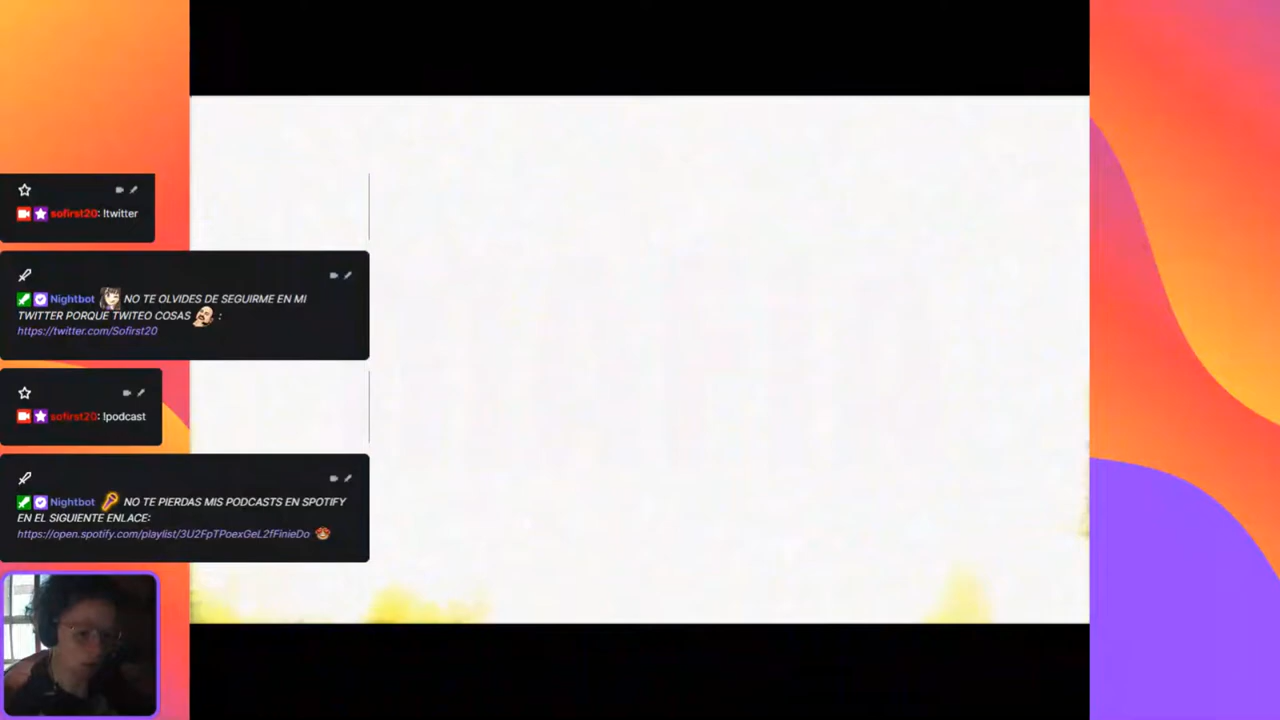 sofirst20: !twitter
Nightbot NO TE OLVIDES DE SEGUIRME EN MI
TWITTER PORQUE TWITEO COSAS :
https://twitter.com/Sofirst20
sofirst20: !podcast
Nightbot NO TE PIERDAS MIS PODCASTS EN SPOTIFY
EN EL SIGUIENTE ENLACE:
https://open.spotify.com/playlist/3U2FpTPoexGeL2fFinieDo